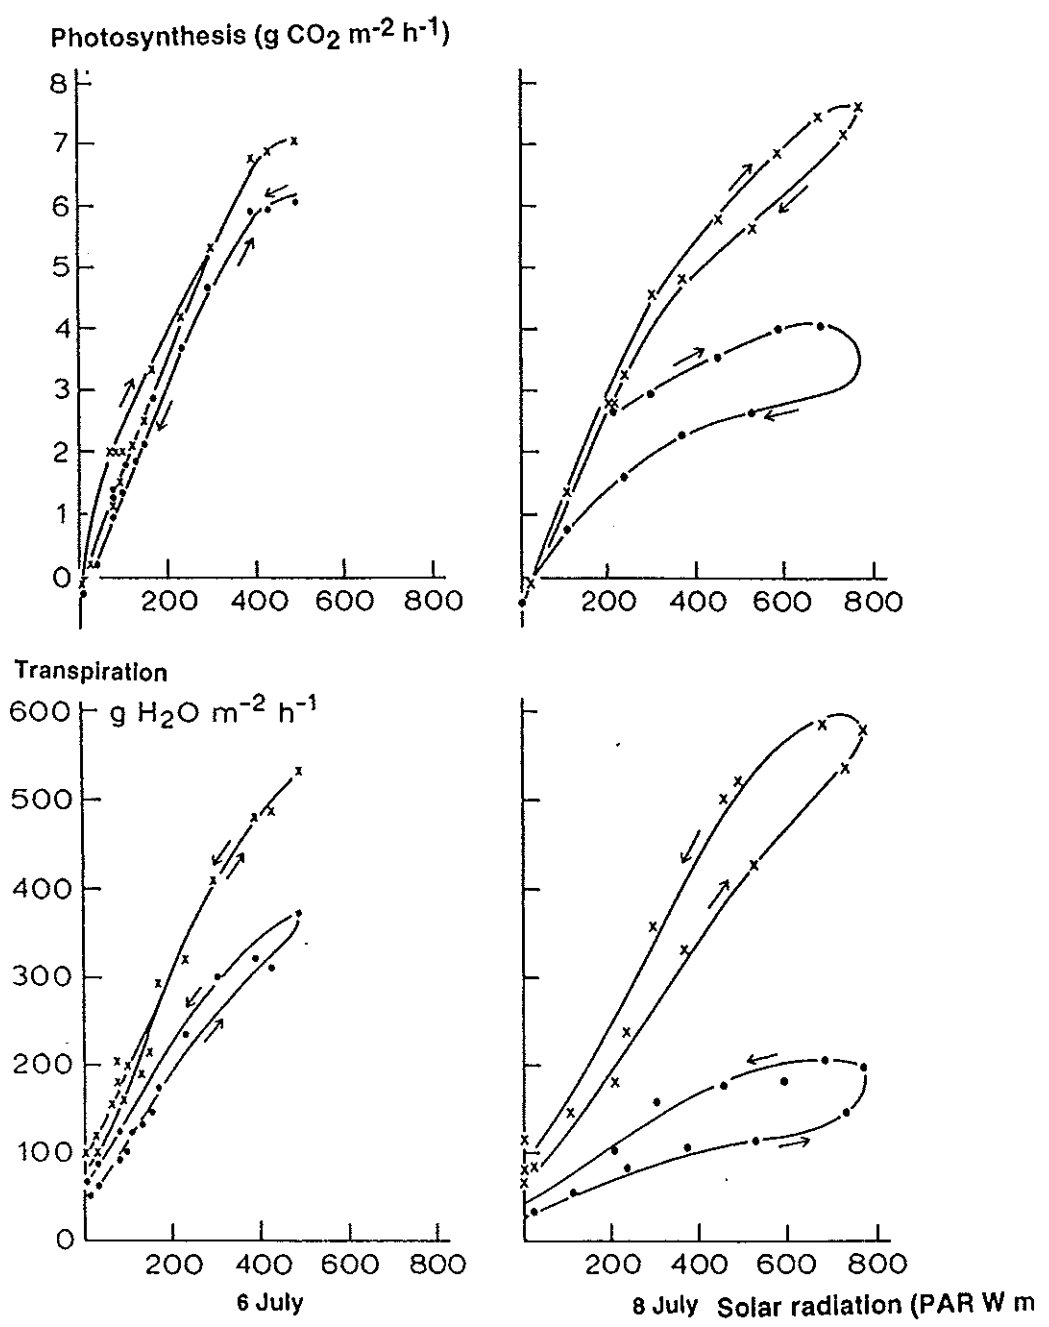 Photosynthesis (g CO2 m-2 h-1)
8
7
6
5
4
3
2
1
0
200 400 600 800
200 400 600 800
Transpiration
g H2O m-2 h-1
600
500
400
300
200
100
0
200 400 600 800
200 400 600 800
6 July
8 July Solar radiation (PAR W m